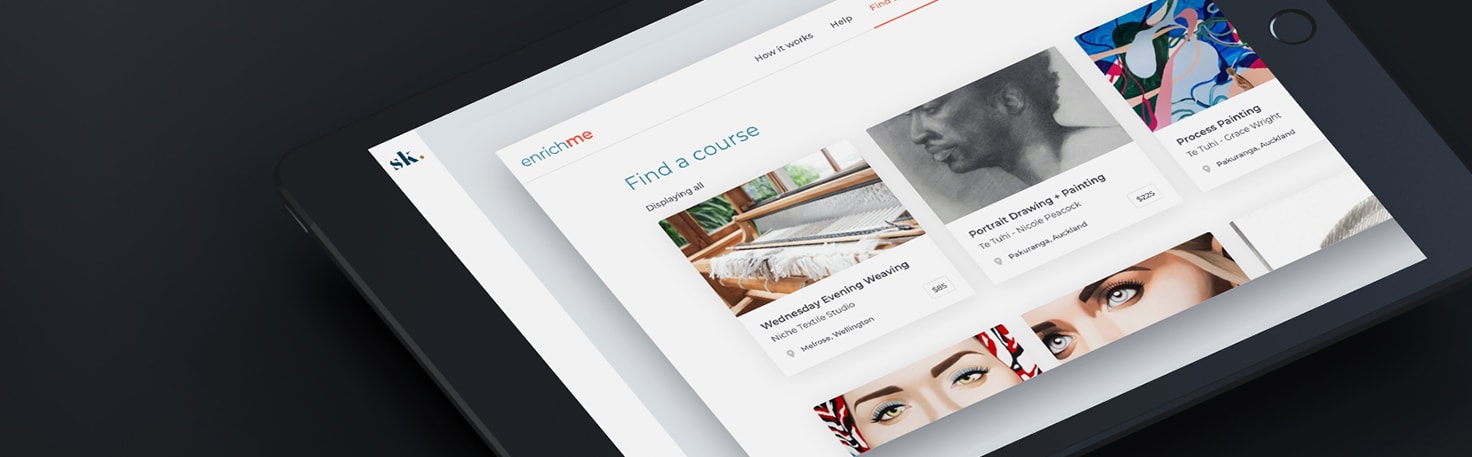 sk.
enrichme
How it works
Help
Find
Find a course
Displaying all
Wednesday Evening Weaving
Niche Textile Studio
Melrose, Wellington
$85
Portrait Drawing + Painting
Te Tuhi - Nicole Peacock
Pakuranga, Auckland
$225
Process Painting
Te Tuhi - Grace Wright
Pakuranga, Auckland